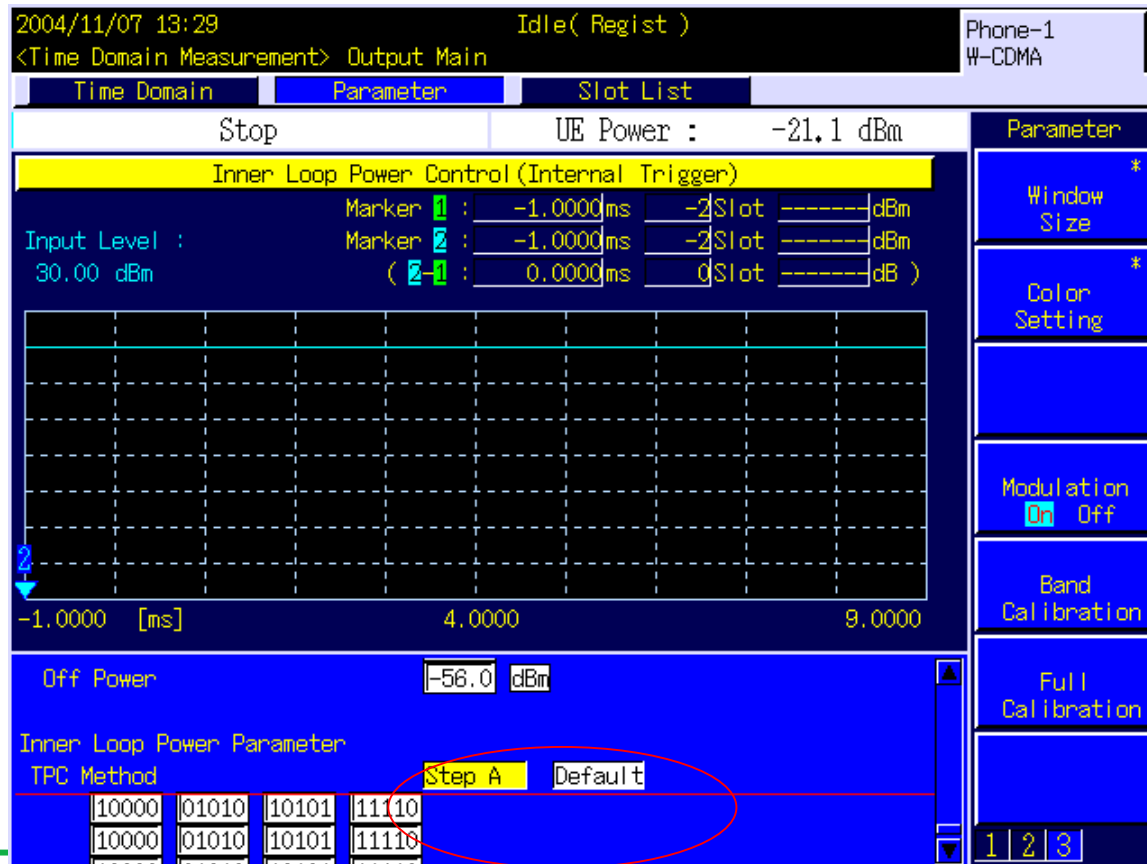 2004/11/07 13:29 Idle( Regist )
<Time Domain Measurement> Output Main
Phone-1
W-CDMA
Time Domain Parameter Slot List
Stop UE Power : -21.1 dBm
Parameter
Inner Loop Power Control(Internal Trigger)
Marker 1 : -1.0000ms -2Slot -------dBm
Input Level : Marker 2 : -1.0000ms -2Slot -------dBm
30.00 dBm ( 2-1 : 0.0000ms 0Slot -------dB )
*
Window
Size
*
Color
Setting
Modulation
On Off
Band
Calibration
Full
Calibration
2
-1.0000 [ms] 4.0000 9.0000
Off Power -56.0 dBm
Inner Loop Power Parameter
TPC Method Step A Default
10000 01010 10101 11110
10000 01010 10101 11110
1 2 3